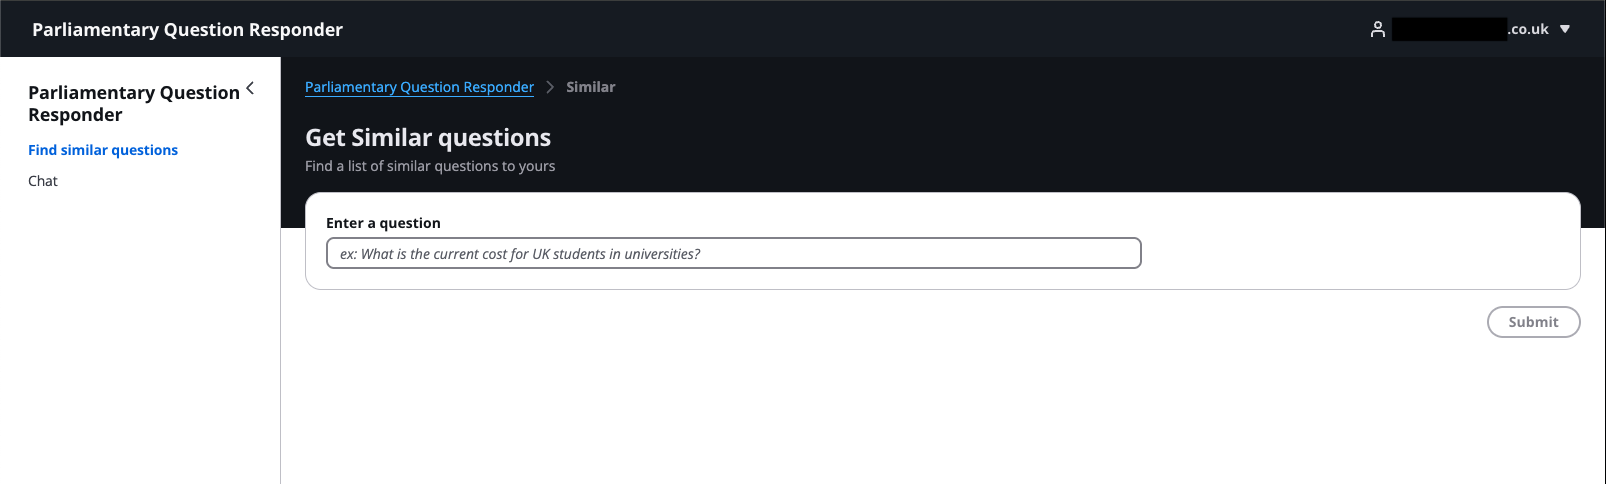 Parliamentary Question Responder
.co.uk
Parliamentary Question
Responder
Find similar questions
Chat
Parliamentary Question Responder > Similar
Get Similar questions
Find a list of similar questions to yours
Enter a question
ex: What is the current cost for UK students in universities?
Submit